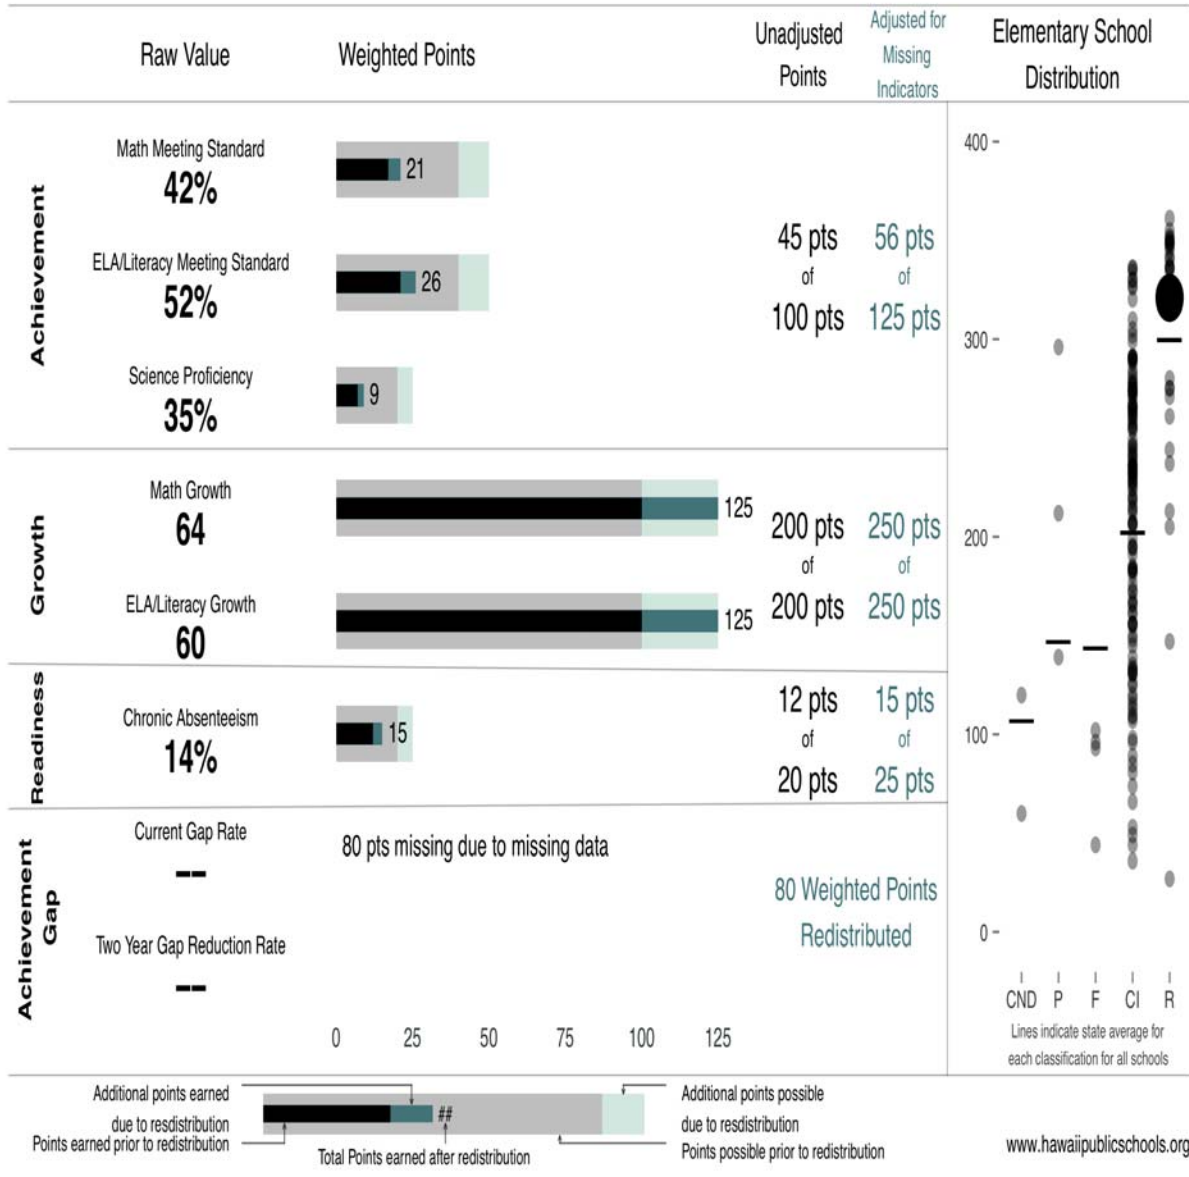 Raw Value
Weighted Points
Unadjusted
Points
Adjusted for
Missing
Indicators
Elementary School
Distribution
Achievement
Math Meeting Standard
42%
21
ELA/Literacy Meeting Standard
52%
26
Science Proficiency
35%
9
45 pts
of
100 pts
56 pts
of
125 pts
Growth
Math Growth
64
125
ELA/Literacy Growth
60
125
200 pts
of
200 pts
250 pts
of
250 pts
Readiness
Chronic Absenteeism
14%
15
12 pts
of
20 pts
15 pts
of
25 pts
Achievement
Gap
Current Gap Rate
--
80 pts missing due to missing data
Two Year Gap Reduction Rate
--
80 Weighted Points
Redistributed
0 25 50 75 100 125
400
300
200
100
0
CND P F CI R
Lines indicate state average for
each classification for all schools
Additional points earned
due to resdistribution
Points earned prior to redistribution
##
Total Points earned after redistribution
Additional points possible
due to resdistribution
Points possible prior to redistribution
www.hawaiipublicschools.org